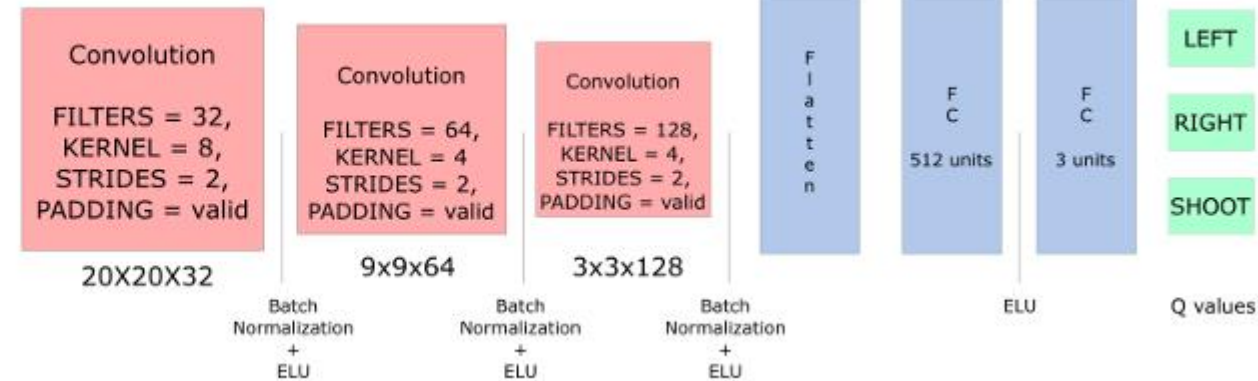 Convolution
FILTERS = 32,
KERNEL = 8,
STRIDES = 2,
PADDING = valid
20X20X32
Batch
Normalization
+
ELU
Convolution
FILTERS = 64,
KERNEL = 4
STRIDES = 2,
PADDING = valid
9x9x64
Batch
Normalization
+
ELU
Convolution
FILTERS = 128,
KERNEL = 4,
STRIDES = 2,
PADDING = valid
3x3x128
Batch
Normalization
+
ELU
F
l
a
t
t
e
n
F
C
512 units
ELU
F
C
3 units
LEFT
RIGHT
SHOOT
Q values